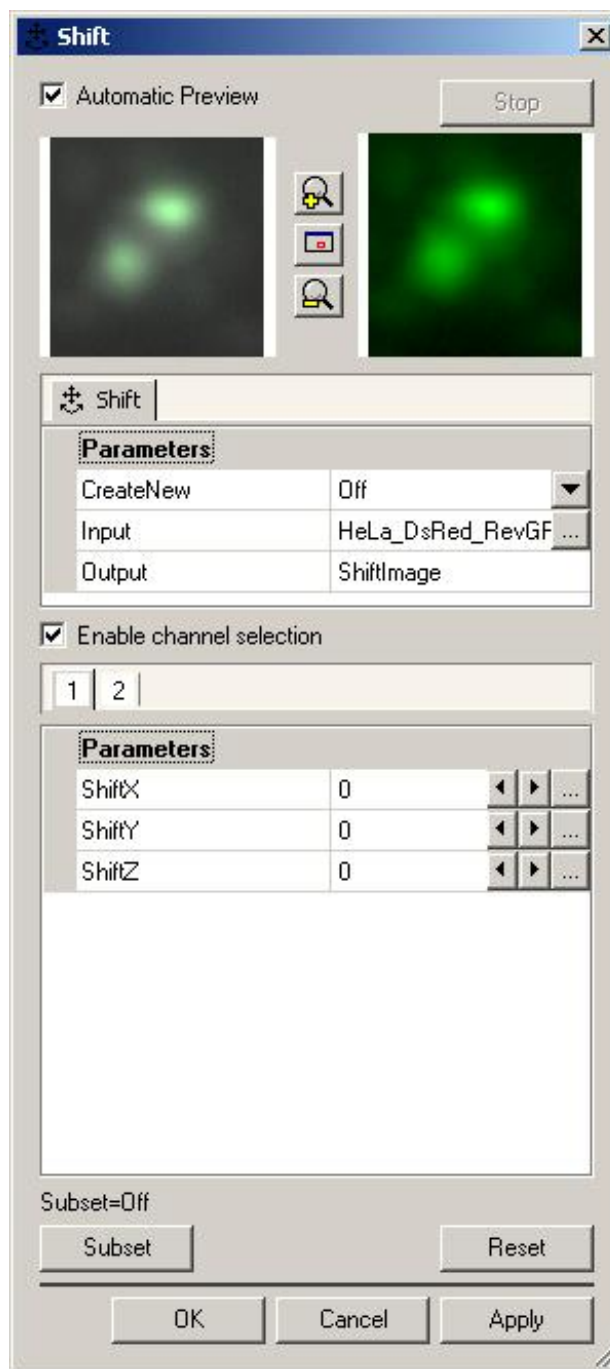 Shift
Automatic Preview
Stop
Shift
Parameters
CreateNew Off
Input HeLa_DsRed_RevGF ...
Output ShiftImage
Enable channel selection
1 2
Parameters
ShiftX 0 ...
ShiftY 0 ...
ShiftZ 0 ...
Subset=Off
Subset Reset
OK Cancel Apply